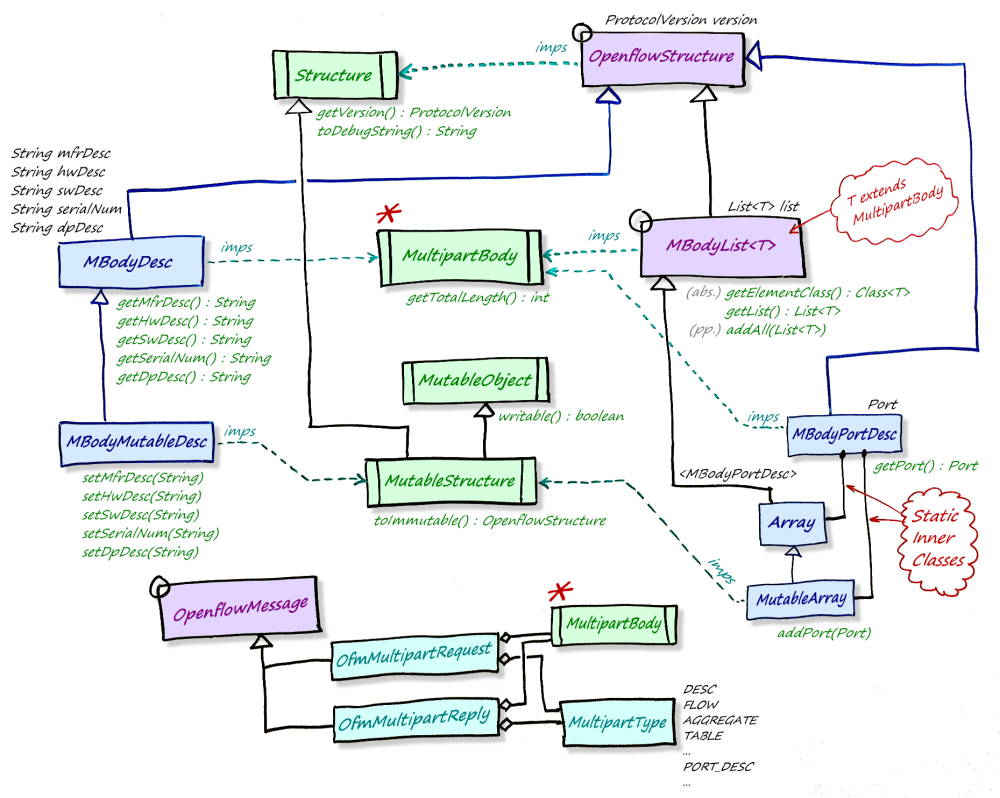 ProtocolVersion version
OpenflowStructure
imps
Structure
getVersion() : ProtocolVersion
toDebugString() : String
String mfrDesc
String hwDesc
String swDesc
String serialNum
String dpDesc
T extends
MultipartBody
List<T> list
MBodyDesc
imps
*
MultipartBody
imps
MBodyList<T>
getTotalLength() : int
(abs.) getElementClass() : Class<T>
getList() : List<T>
(pp.) addAll(List<T>)
getMfrDesc() : String
getHwDesc() : String
getSwDesc() : String
getSerialNum() : String
getDpDesc() : String
MutableObject
writable() : boolean
Port
imps
MBodyPortDesc
getPort() : Port
MBodyMutableDesc
imps
MutableStructure
toImmutable() : OpenflowStructure
<MBodyPortDesc>
setMfrDesc(String)
setHwDesc(String)
setSwDesc(String)
setSerialNum(String)
setDpDesc(String)
Array
Static
Inner
Classes
imps
MutableArray
addPort(Port)
OpenflowMessage
*
MultipartBody
OfmMultipartRequest
OfmMultipartReply
MultipartType
DESC
FLOW
AGGREGATE
TABLE
...
PORT_DESC
...